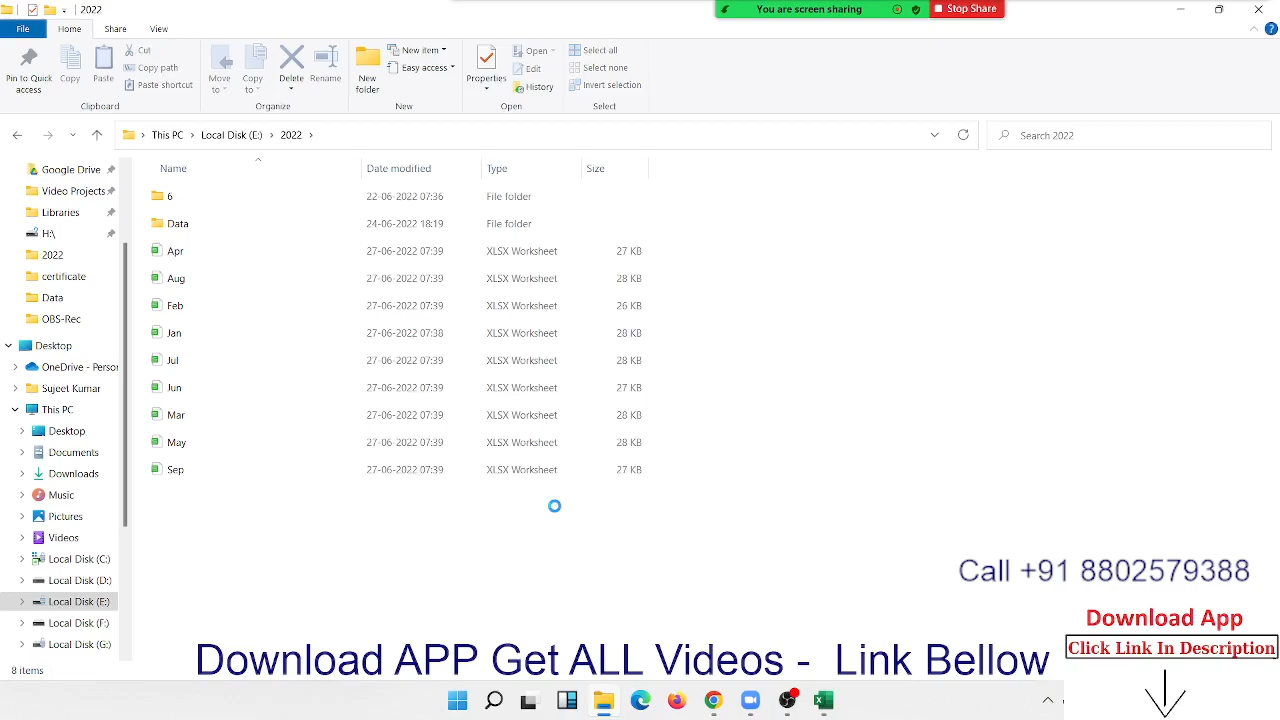 2022
You are screen sharing
Stop Share
File
Home
Share
View
Pin to Quick access
Copy
Paste
Cut
Copy path
Paste shortcut
Clipboard
Move to
Copy to
Delete
Rename
Organize
New folder
New item
Easy access
New
Properties
Open
Edit
History
Open
Select all
Select none
Invert selection
Select
This PC
Local Disk (E:)
2022
Search 2022
Google Drive
Video Projects
Libraries
H:\
2022
certificate
Data
OBS-Rec
Desktop
OneDrive - Person
Sujeet Kumar
This PC
Desktop
Documents
Downloads
Music
Pictures
Videos
Local Disk (C:)
Local Disk (D:)
Local Disk (E:)
Local Disk (F:)
Local Disk (G:)
Name Date modified Type Size
6 22-06-2022 07:36 File folder
Data 24-06-2022 18:19 File folder
Apr 27-06-2022 07:39 XLSX Worksheet 27 KB
Aug 27-06-2022 07:39 XLSX Worksheet 28 KB
Feb 27-06-2022 07:39 XLSX Worksheet 26 KB
Jan 27-06-2022 07:38 XLSX Worksheet 28 KB
Jul 27-06-2022 07:39 XLSX Worksheet 28 KB
Jun 27-06-2022 07:39 XLSX Worksheet 27 KB
Mar 27-06-2022 07:39 XLSX Worksheet 28 KB
May 27-06-2022 07:39 XLSX Worksheet 28 KB
Sep 27-06-2022 07:39 XLSX Worksheet 27 KB
Call +91 8802579388
Download App
Click Link In Description
Download APP Get ALL Videos - Link Bellow
8 items